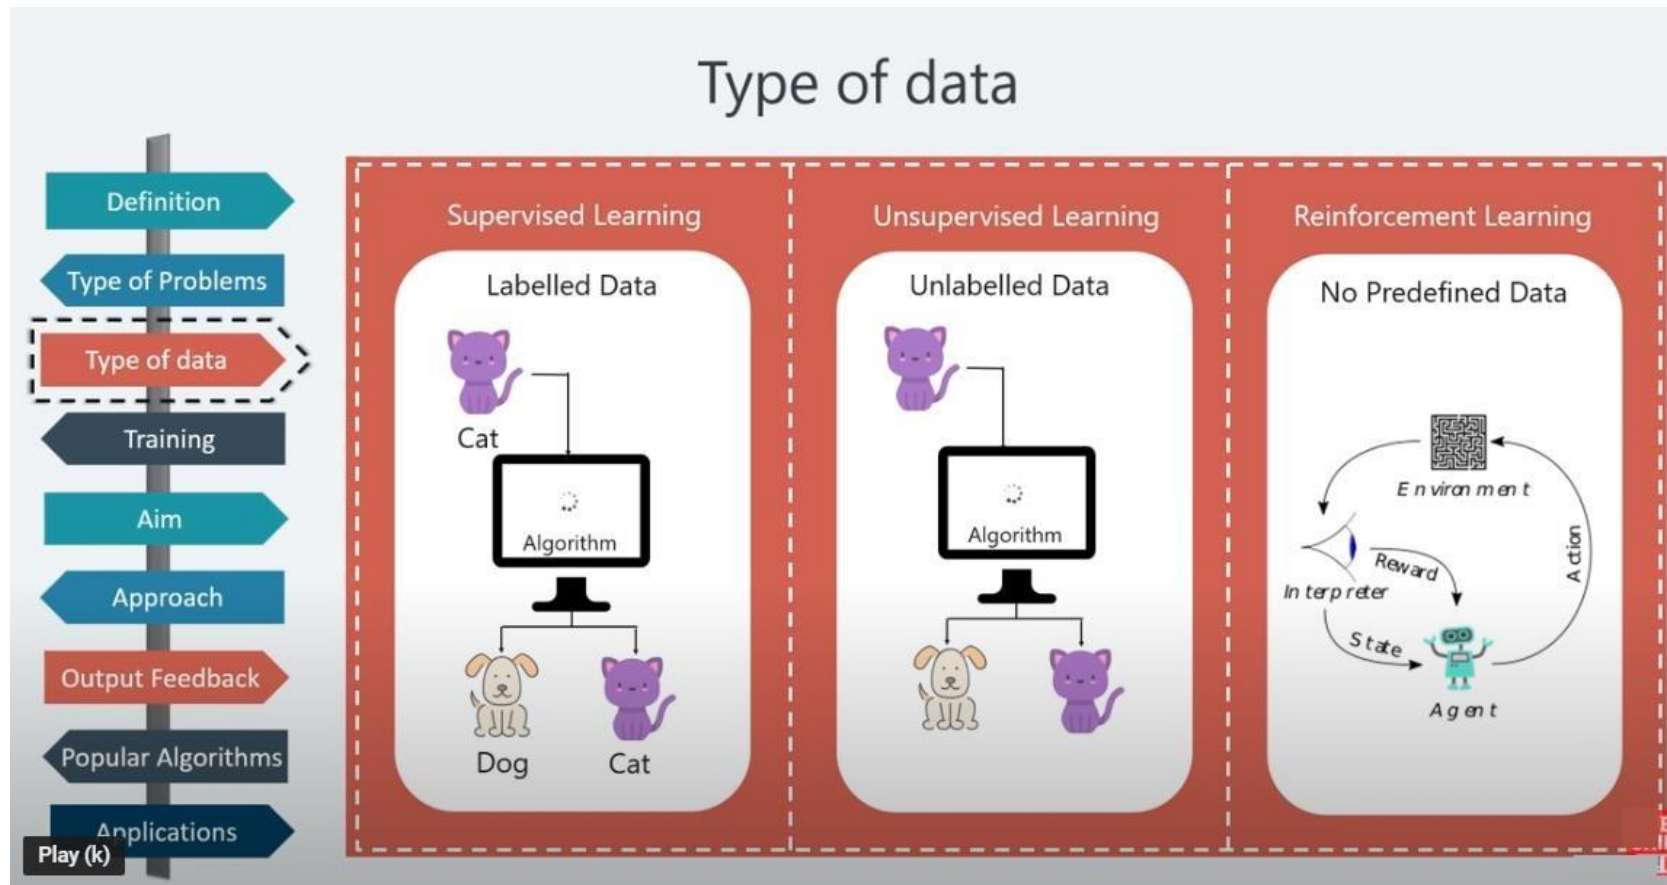 Type of data
Definition
Type of Problems
Type of data
Training
Aim
Approach
Output Feedback
Popular Algorithms
Applications
Play (k)
Supervised Learning
Labelled Data
Cat
Algorithm
Dog Cat
Unsupervised Learning
Unlabelled Data
Algorithm
Reinforcement Learning
No Predefined Data
Environment
Action
Reward
Interpreter
State
Agent